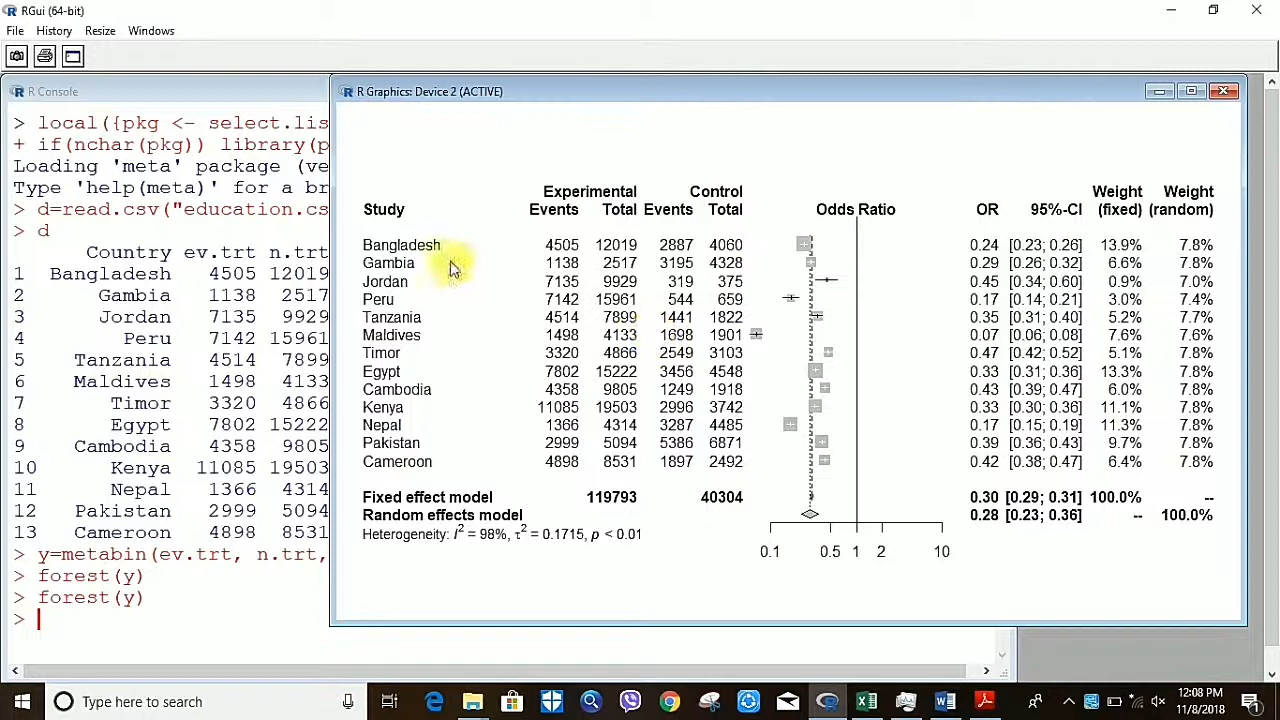 RGui (64-bit)
File History Resize Windows
R Console
> local({pkg <- select.lis
+ if(nchar(pkg)) library(p
Loading 'meta' package (ve
Type 'help(meta)' for a br
> d=read.csv("education.cs
> d
Country ev.trt n.trt
1 Bangladesh 4505 12019
2 Gambia 1138 2517
3 Jordan 7135 9929
4 Peru 7142 15961
5 Tanzania 4514 7899
6 Maldives 1498 4133
7 Timor 3320 4866
8 Egypt 7802 15222
9 Cambodia 4358 9805
10 Kenya 11085 19503
11 Nepal 1366 4314
12 Pakistan 2999 5094
13 Cameroon 4898 8531
> y=metabin(ev.trt, n.trt,
> forest(y)
> forest(y)
>
R Graphics: Device 2 (ACTIVE)
Experimental Control Weight Weight
Study Events Total Events Total Odds Ratio OR 95%-CI (fixed) (random)
Bangladesh 4505 12019 2887 4060 0.24 [0.23; 0.26] 13.9% 7.8%
Gambia 1138 2517 3195 4328 0.29 [0.26; 0.32] 6.6% 7.8%
Jordan 7135 9929 319 375 0.45 [0.34; 0.60] 0.9% 7.0%
Peru 7142 15961 544 659 0.17 [0.14; 0.21] 3.0% 7.4%
Tanzania 4514 7899 1441 1822 0.35 [0.31; 0.40] 5.2% 7.7%
Maldives 1498 4133 1698 1901 0.07 [0.06; 0.08] 7.6% 7.6%
Timor 3320 4866 2549 3103 0.47 [0.42; 0.52] 5.1% 7.8%
Egypt 7802 15222 3456 4548 0.33 [0.31; 0.36] 13.3% 7.8%
Cambodia 4358 9805 1249 1918 0.43 [0.39; 0.47] 6.0% 7.8%
Kenya 11085 19503 2996 3742 0.33 [0.30; 0.36] 11.1% 7.8%
Nepal 1366 4314 3287 4485 0.17 [0.15; 0.19] 11.3% 7.8%
Pakistan 2999 5094 5386 6871 0.39 [0.36; 0.43] 9.7% 7.8%
Cameroon 4898 8531 1897 2492 0.42 [0.38; 0.47] 6.4% 7.8%
Fixed effect model 119793 40304 0.30 [0.29; 0.31] 100.0% --
Random effects model 0.28 [0.23; 0.36] -- 100.0%
Heterogeneity: I² = 98%, τ² = 0.1715, p < 0.01
0.1 0.5 1 2 10
Type here to search
12:08 PM
11/8/2018